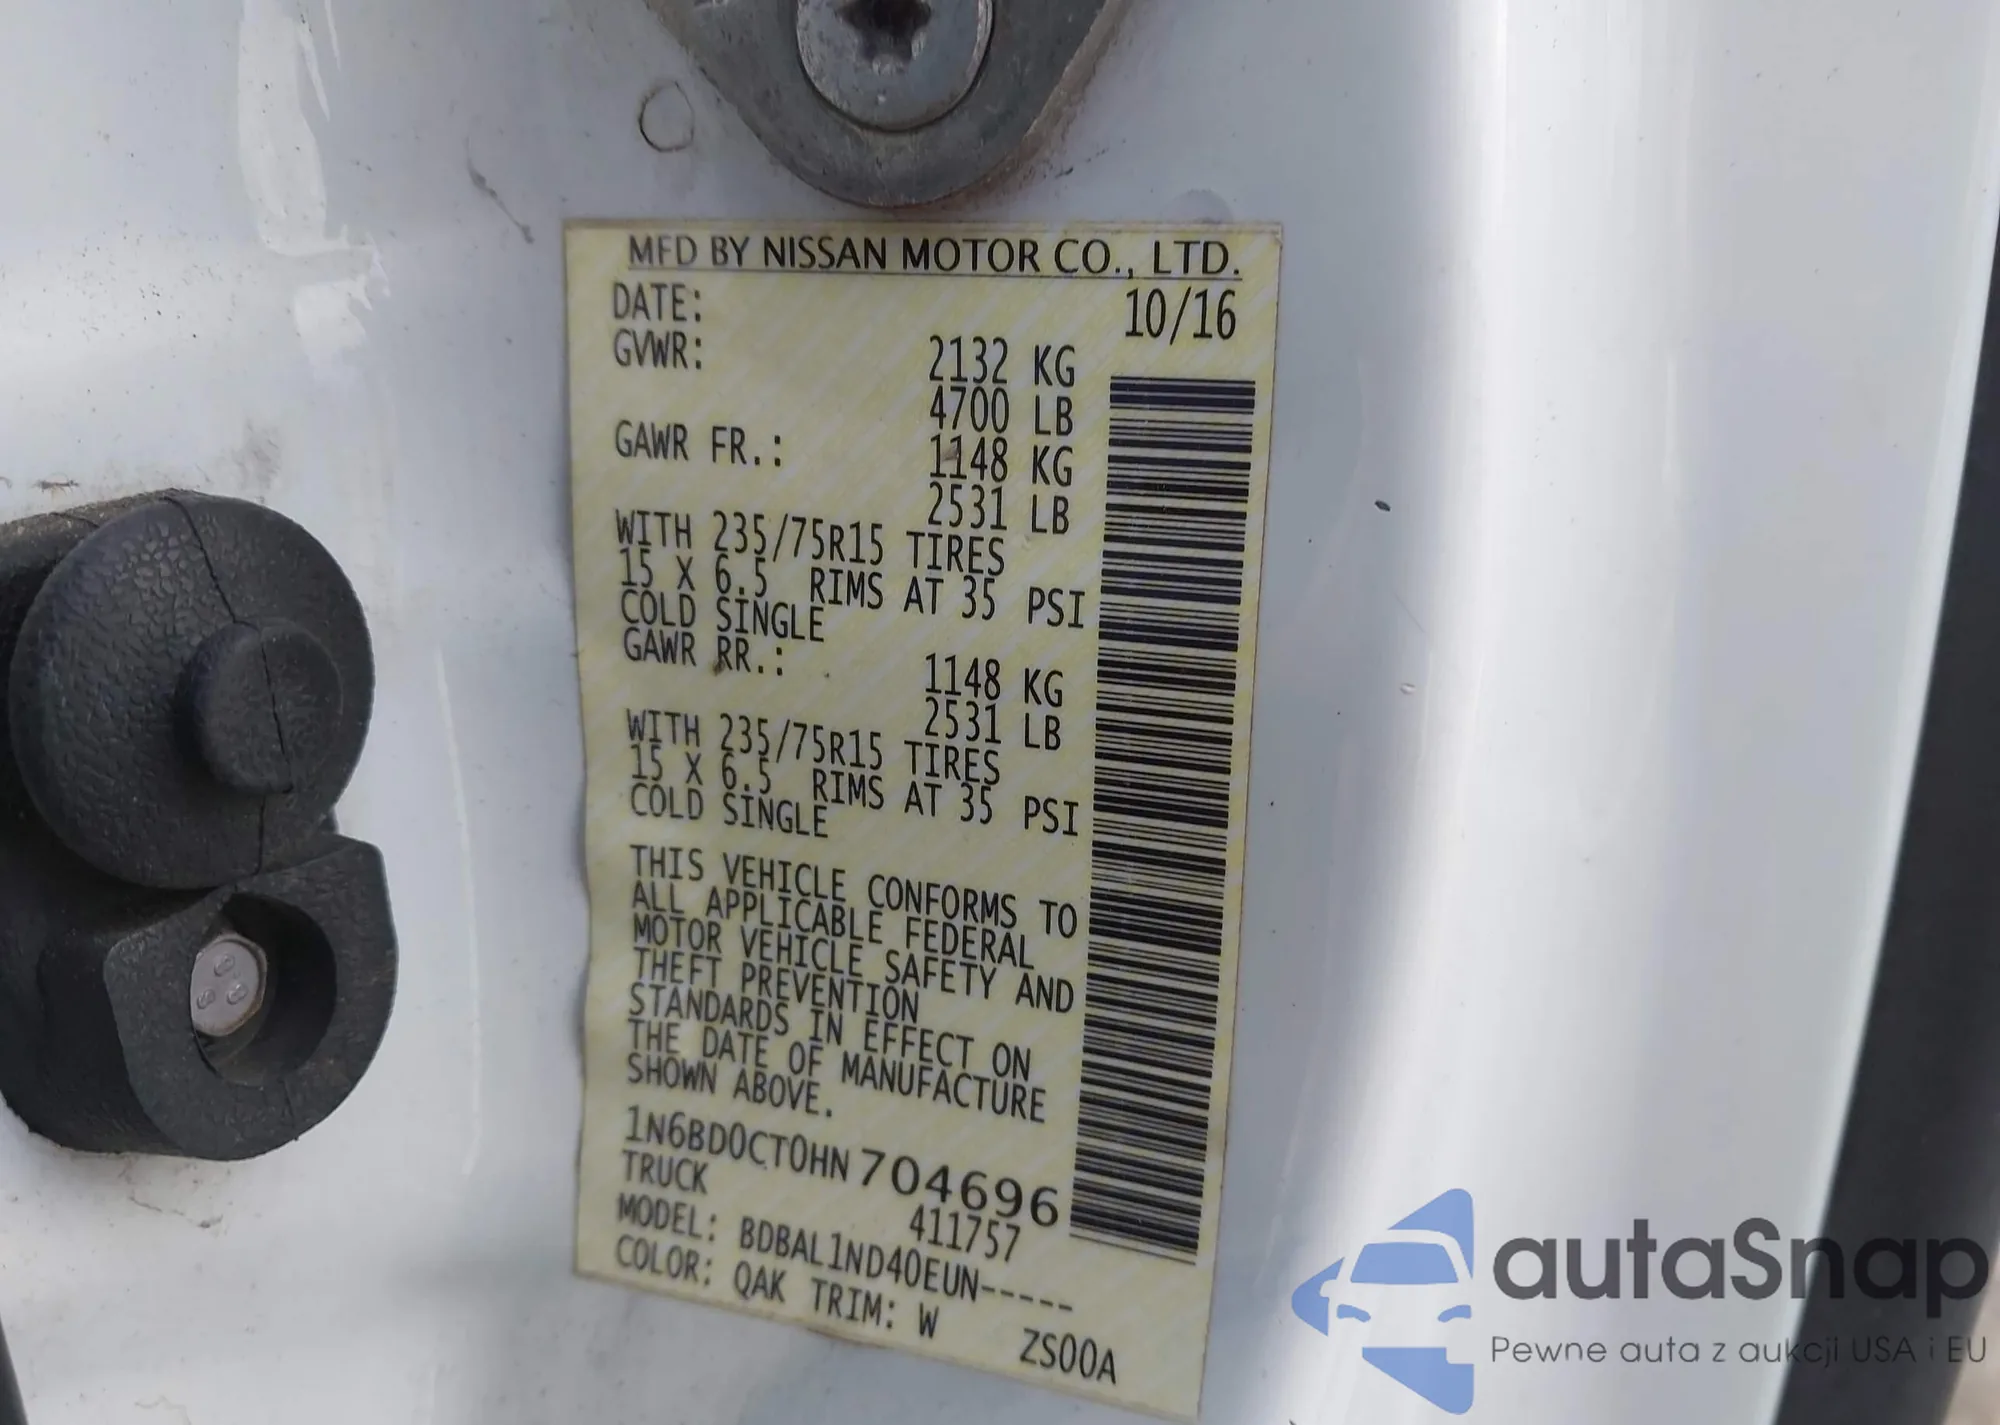 MFD BY NISSAN MOTOR CO., LTD.
DATE: 10/16
GVWR: 2132 KG
4700 LB
GAWR FR.: 1148 KG
2531 LB
WITH 235/75R15 TIRES
15 X 6.5 RIMS AT 35 PSI
COLD SINGLE
GAWR RR.: 1148 KG
2531 LB
WITH 235/75R15 TIRES
15 X 6.5 RIMS AT 35 PSI
COLD SINGLE
THIS VEHICLE CONFORMS TO
ALL APPLICABLE FEDERAL
MOTOR VEHICLE SAFETY AND
THEFT PREVENTION
STANDARDS IN EFFECT ON
THE DATE OF MANUFACTURE
SHOWN ABOVE.
1N6BD0CT0HN704696
TRUCK 411757
MODEL: BDBAL1ND40EUN-----
COLOR: QAK TRIM: W ZS00A
autaSnap
Pewne auta z aukcji USA i EU